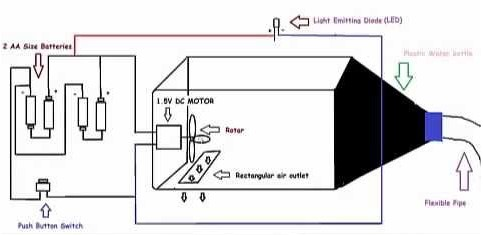 Light Emitting Diode (LED)
2 AA Size Batteries
Plastic Water bottle
- +
- +
- +
1.5V DC MOTOR
Rotar
Rectangular air outlet
Flexible Pipe
Push Button Switch